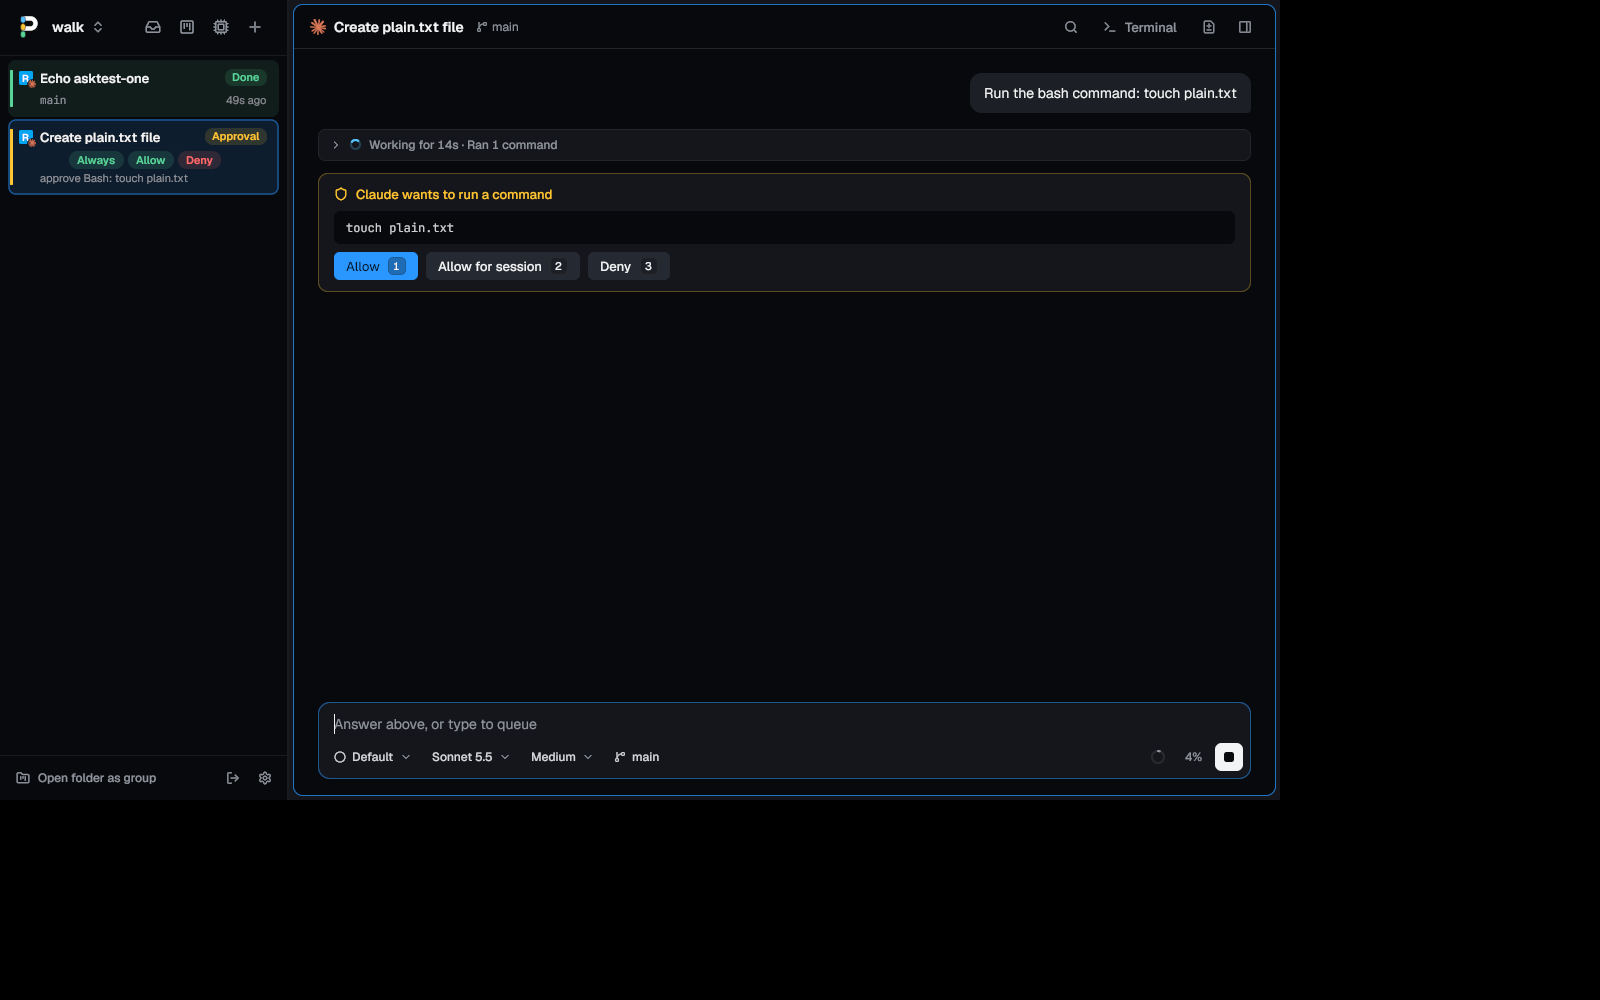 walk
Echo asktest-one
Done
main
49s ago
Create plain.txt file
Approval
Always
Allow
Deny
approve Bash: touch plain.txt
Open folder as group
Create plain.txt file
main
Terminal
Run the bash command: touch plain.txt
Working for 14s · Ran 1 command
Claude wants to run a command
touch plain.txt
Allow 1
Allow for session 2
Deny 3
Answer above, or type to queue
Default
Sonnet 5.5
Medium
main
4%